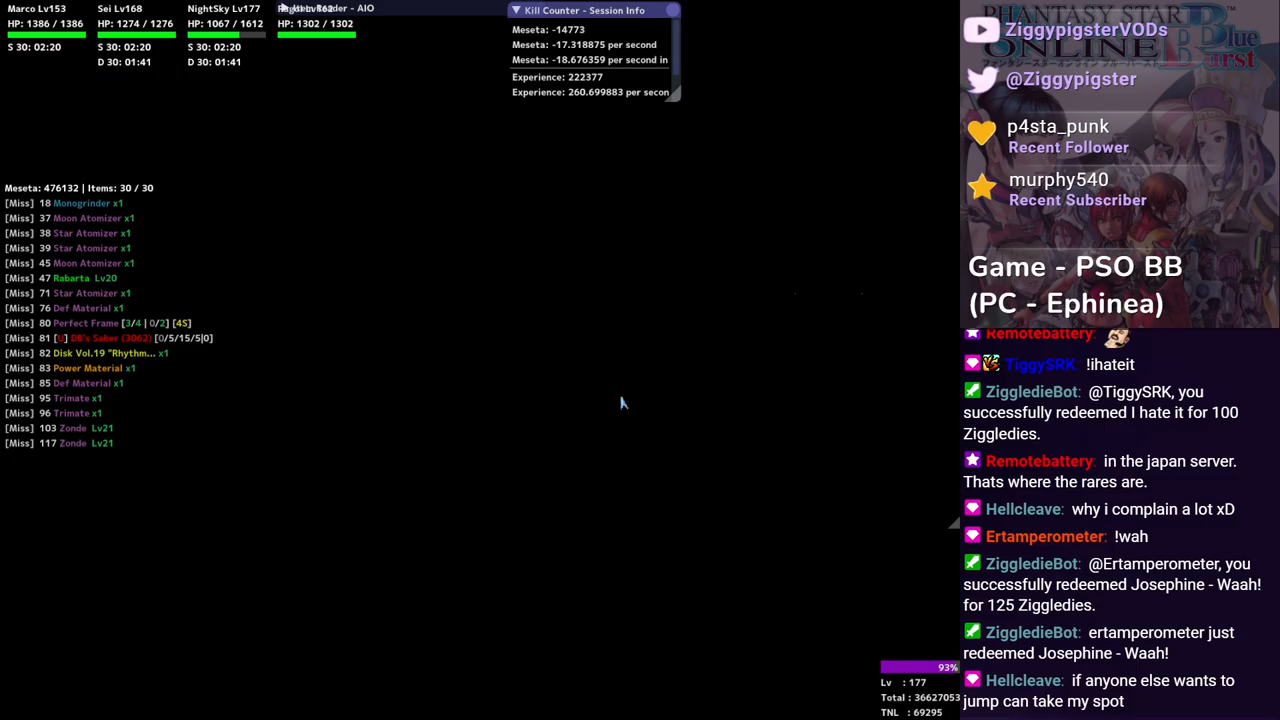 Marco Lv153
HP: 1386 / 1386
S 30: 02:20
Sei Lv168
HP: 1274 / 1276
S 30: 02:20
D 30: 01:41
NightSky Lv177
HP: 1067 / 1612
S 30: 02:20
D 30: 01:41
HP: 1302 / 1302
- AIO
Kill Counter - Session Info
Meseta: -14773
Meseta: -17.318875 per second
Meseta: -18.676359 per second in
Experience: 222377
Experience: 260.699883 per secon
Meseta: 476132 | Items: 30 / 30
[Miss] 18 Monogrinder x1
[Miss] 37 Moon Atomizer x1
[Miss] 38 Star Atomizer x1
[Miss] 39 Star Atomizer x1
[Miss] 45 Moon Atomizer x1
[Miss] 47 Rabarta Lv20
[Miss] 71 Star Atomizer x1
[Miss] 76 Def Material x1
[Miss] 80 Perfect Frame [3/4 | 0/2] [4S]
[Miss] 81 [U] DB's Saber (3062) [0/5/15/5|0]
[Miss] 82 Disk Vol.19 "Rhythm... x1
[Miss] 83 Power Material x1
[Miss] 85 Def Material x1
[Miss] 95 Trimate x1
[Miss] 96 Trimate x1
[Miss] 103 Zonde Lv21
[Miss] 117 Zonde Lv21
93%
Lv : 177
Total : 36627053
TNL : 69295
PHANTASY STAR
ONLINE Blue
Burst
ZiggypigsterVODs
@Ziggypigster
p4sta_punk
Recent Follower
murphy540
Recent Subscriber
Game - PSO BB
(PC - Ephinea)
Remotebattery:
TiggySRK: !ihateit
ZiggledieBot: @TiggySRK, you
successfully redeemed I hate it for 100
Ziggledies.
Remotebattery: in the japan server.
Thats where the rares are.
Hellcleave: why i complain a lot xD
Ertamperometer: !wah
ZiggledieBot: @Ertamperometer, you
successfully redeemed Josephine - Waah!
for 125 Ziggledies.
ZiggledieBot: ertamperometer just
redeemed Josephine - Waah!
Hellcleave: if anyone else wants to
jump can take my spot